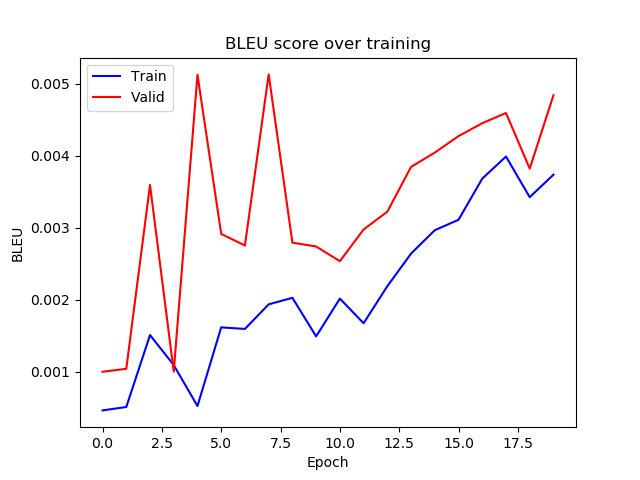 BLEU score over training
Train
Valid
0.005
0.004
0.003
0.002
0.001
BLEU
0.0 2.5 5.0 7.5 10.0 12.5 15.0 17.5
Epoch